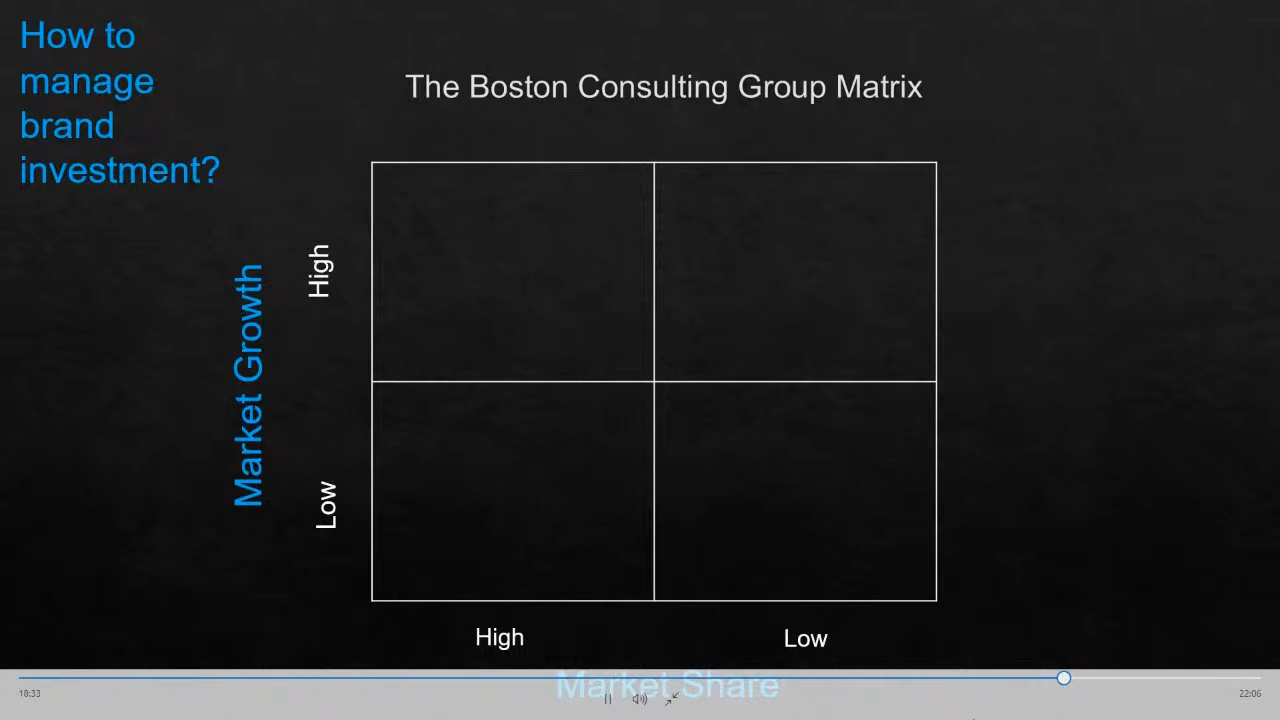 How to
manage
brand
investment?
The Boston Consulting Group Matrix
High
Market Growth
Low
High
Low
Market Share
18:33
22:06